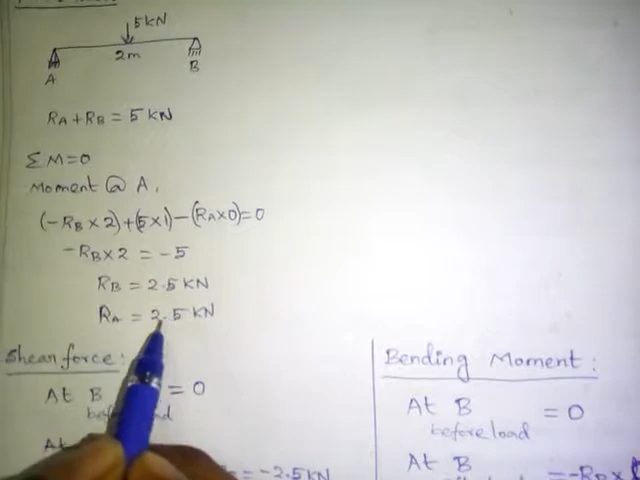 5 KN
2m
A
B
RA + RB = 5 KN
ΣM=0
Moment @ A,
(-RB × 2)+(5×1)-(RA×0)=0
-RB×2 = -5
RB = 2.5 KN
RA = 2.5 KN
Shear force:
At B = 0
At
= -2.5KN
Bending Moment:
At B = 0
before load
At B = -RB ×